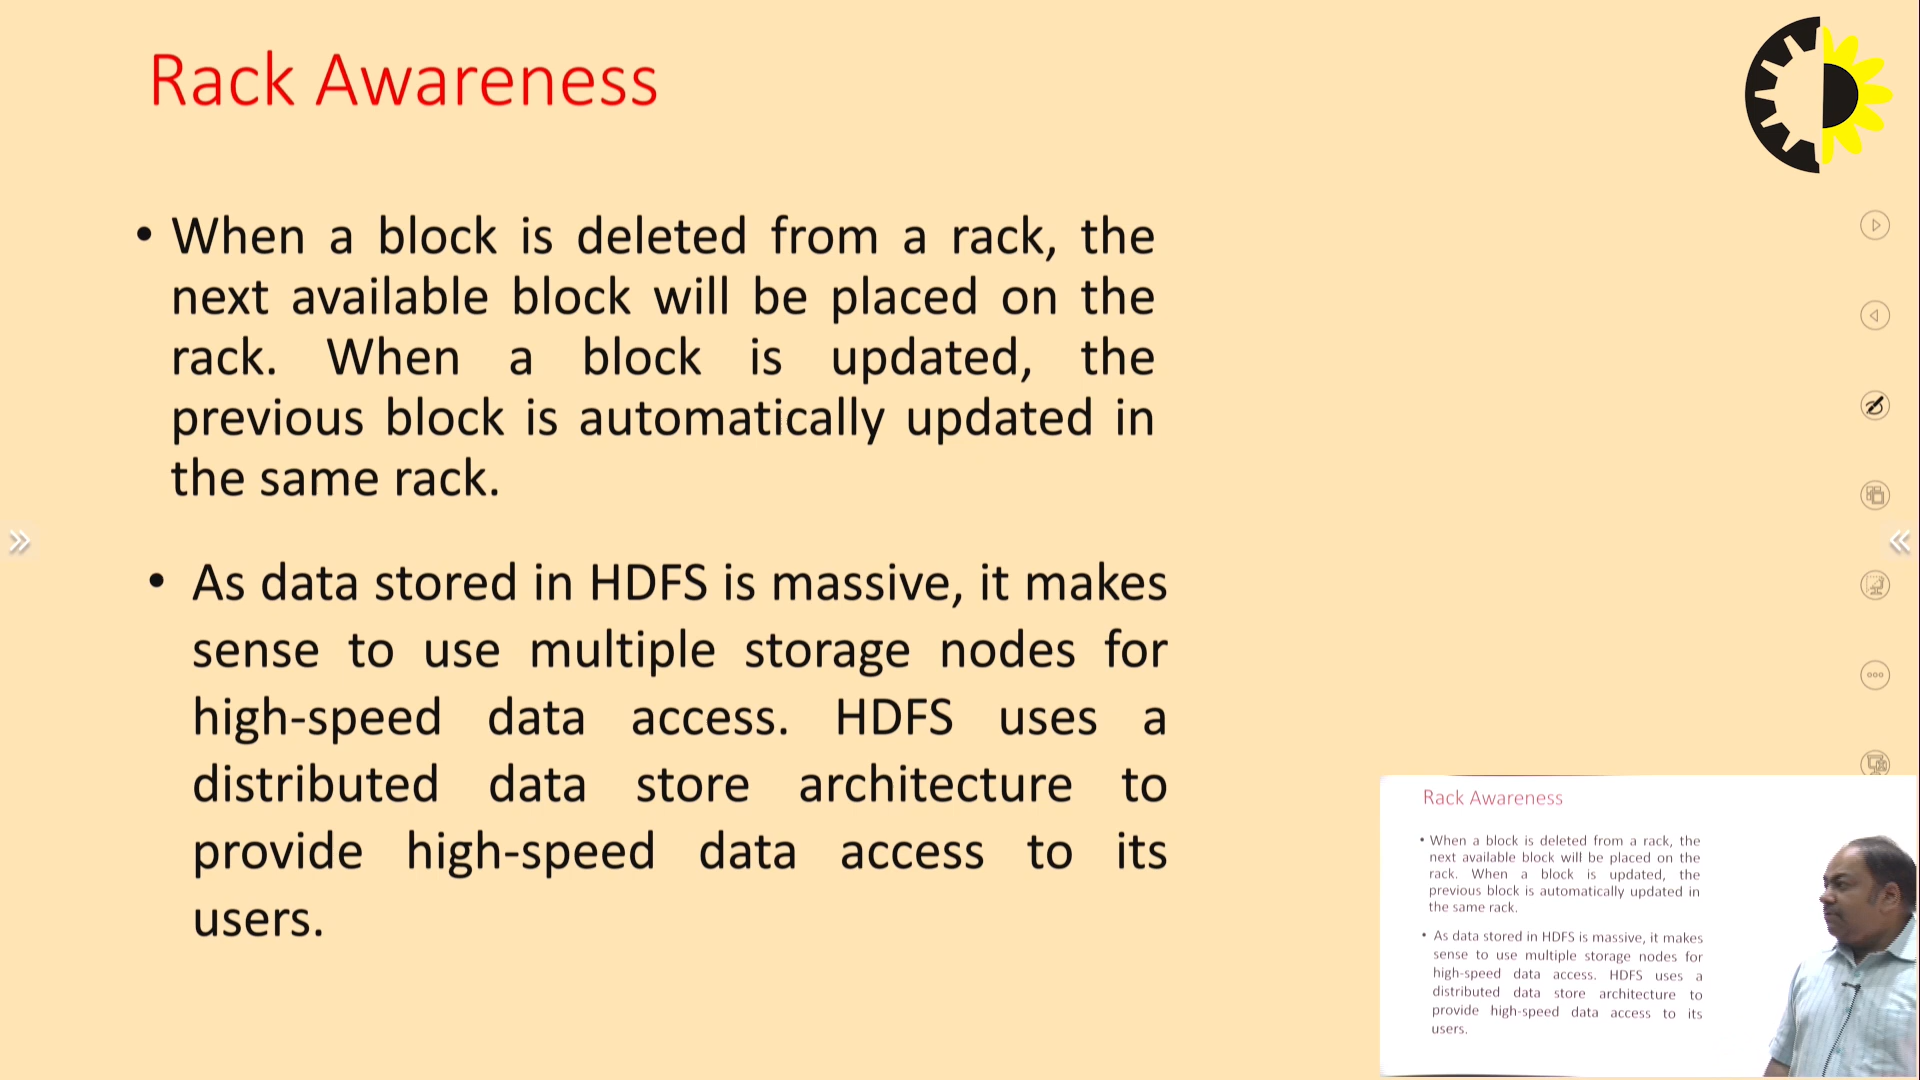 Rack Awareness
• When a block is deleted from a rack, the
next available block will be placed on the
rack. When a block is updated, the
previous block is automatically updated in
the same rack.
• As data stored in HDFS is massive, it makes
sense to use multiple storage nodes for
high-speed data access. HDFS uses a
distributed data store architecture to
provide high-speed data access to its
users.
Rack Awareness
• When a block is deleted from a rack, the
next available block will be placed on the
rack. When a block is updated, the
previous block is automatically updated in
the same rack.
• As data stored in HDFS is massive, it makes
sense to use multiple storage nodes for
high-speed data access. HDFS uses a
distributed data store architecture to
provide high-speed data access to its
users.